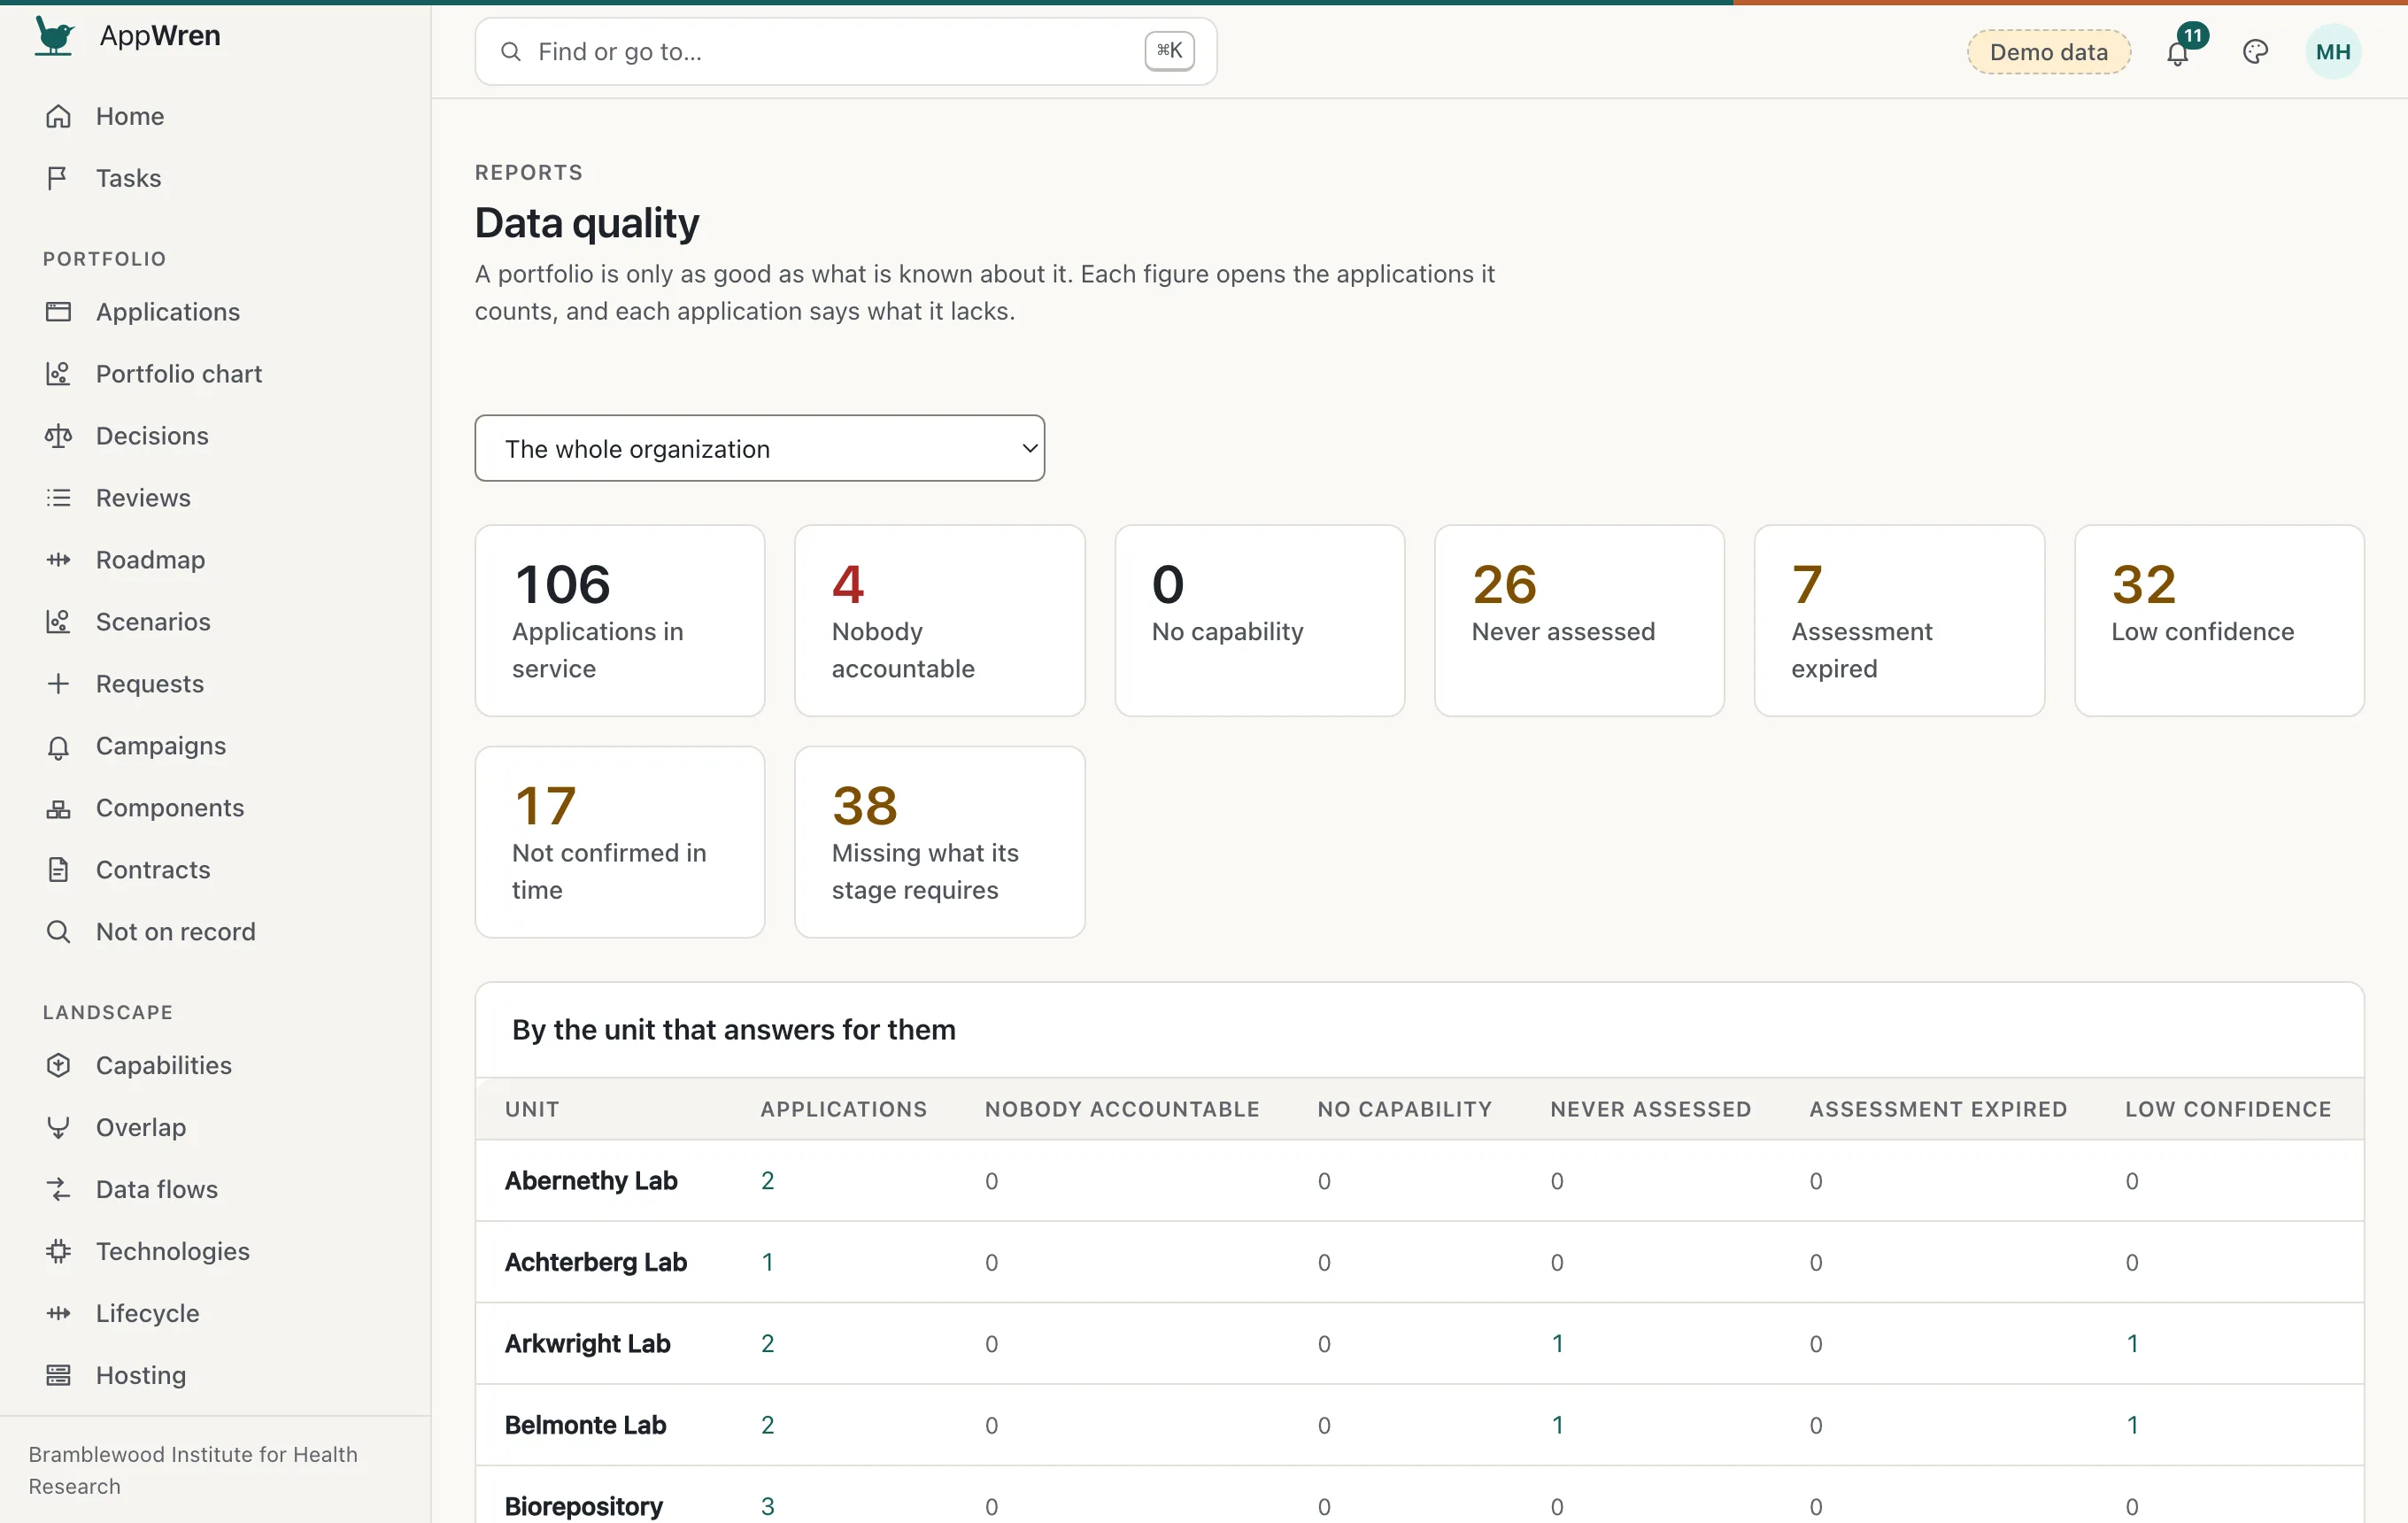 AppWren
Find or go to...
⌘K
Demo data
11
MH
Home
Tasks
PORTFOLIO
Applications
Portfolio chart
Decisions
Reviews
Roadmap
Scenarios
Requests
Campaigns
Components
Contracts
Not on record
LANDSCAPE
Capabilities
Overlap
Data flows
Technologies
Lifecycle
Hosting
Bramblewood Institute for Health
Research
REPORTS
Data quality
A portfolio is only as good as what is known about it. Each figure opens the applications it
counts, and each application says what it lacks.
The whole organization
106
Applications in
service
4
Nobody
accountable
0
No capability
26
Never assessed
7
Assessment
expired
32
Low confidence
17
Not confirmed in
time
38
Missing what its
stage requires
By the unit that answers for them
UNIT APPLICATIONS NOBODY ACCOUNTABLE NO CAPABILITY NEVER ASSESSED ASSESSMENT EXPIRED LOW CONFIDENCE
Abernethy Lab 2 0 0 0 0 0
Achterberg Lab 1 0 0 0 0 0
Arkwright Lab 2 0 0 1 0 1
Belmonte Lab 2 0 0 1 0 1
Biorepository 3 0 0 0 0 0